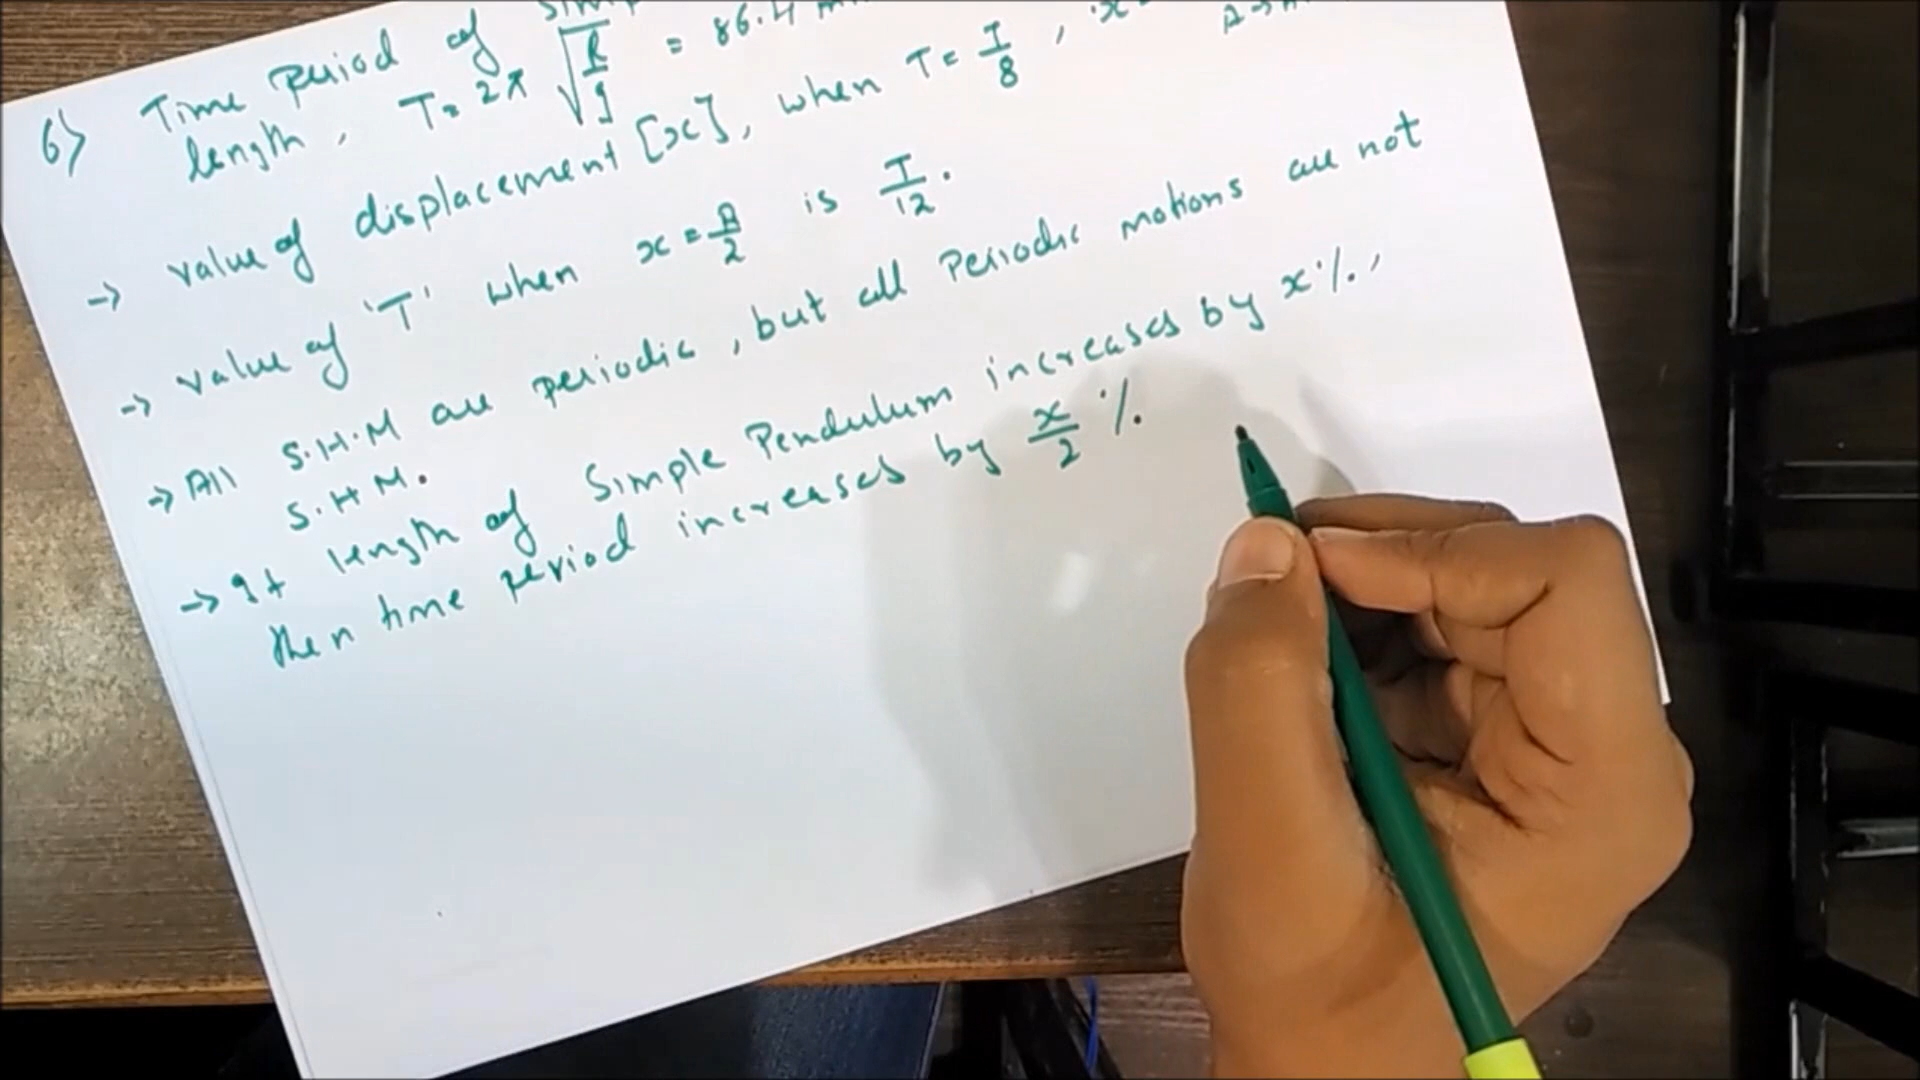 6) Time period of
length, T = 2π √R/g = 86.4
→ value of displacement [x], when T = T/8,
→ value of 'T' when x = A/2 is T/12.
→ All S.H.M are periodic, but all Periodic motions are not
S.H.M.
→ If length of Simple Pendulum increases by x%,
then time period increases by x/2 %.